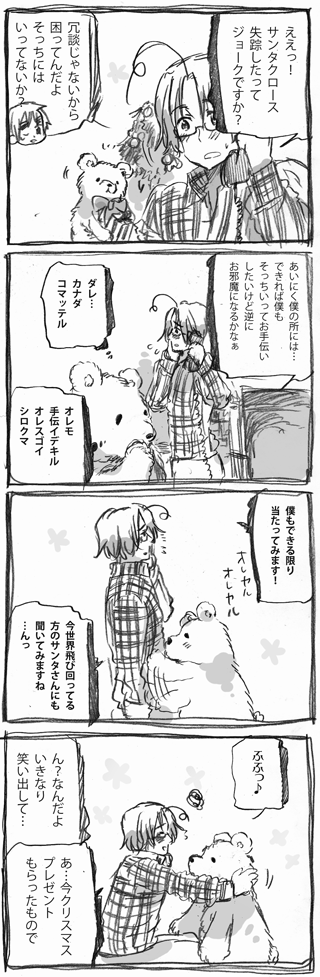 ええっ！
サンタクロース
失踪したって
ジョークですか？
冗談じゃないから
困ってんだよ
そっちには
いってないか？
あいにく僕の所には…
できれば僕も
そっちいってお手伝い
したいけど逆に
お邪魔になるかなぁ
ダレ…
カナダ
コマッテル
オレモ
手伝イデキル
オレスゴイ
シロクマ
僕もできる限り
当たってみます！
オレヤル
オレヤル
今世界飛び回ってる
方のサンタさんにも
聞いてみますね
…んっ
ふふっ♪
ん？なんだよ
いきなり
笑い出して…
あ…今クリスマス
プレゼント
もらったもので